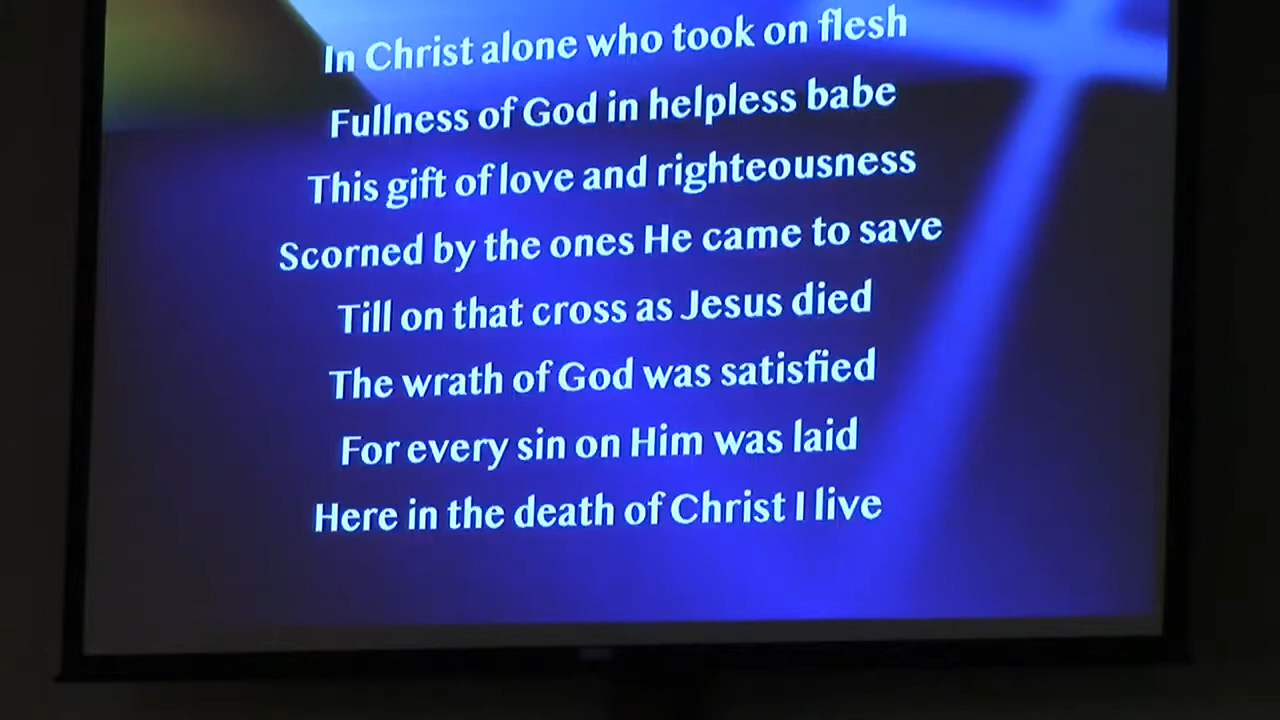 In Christ alone who took on flesh
Fullness of God in helpless babe
This gift of love and righteousness
Scorned by the ones He came to save
Till on that cross as Jesus died
The wrath of God was satisfied
For every sin on Him was laid
Here in the death of Christ I live